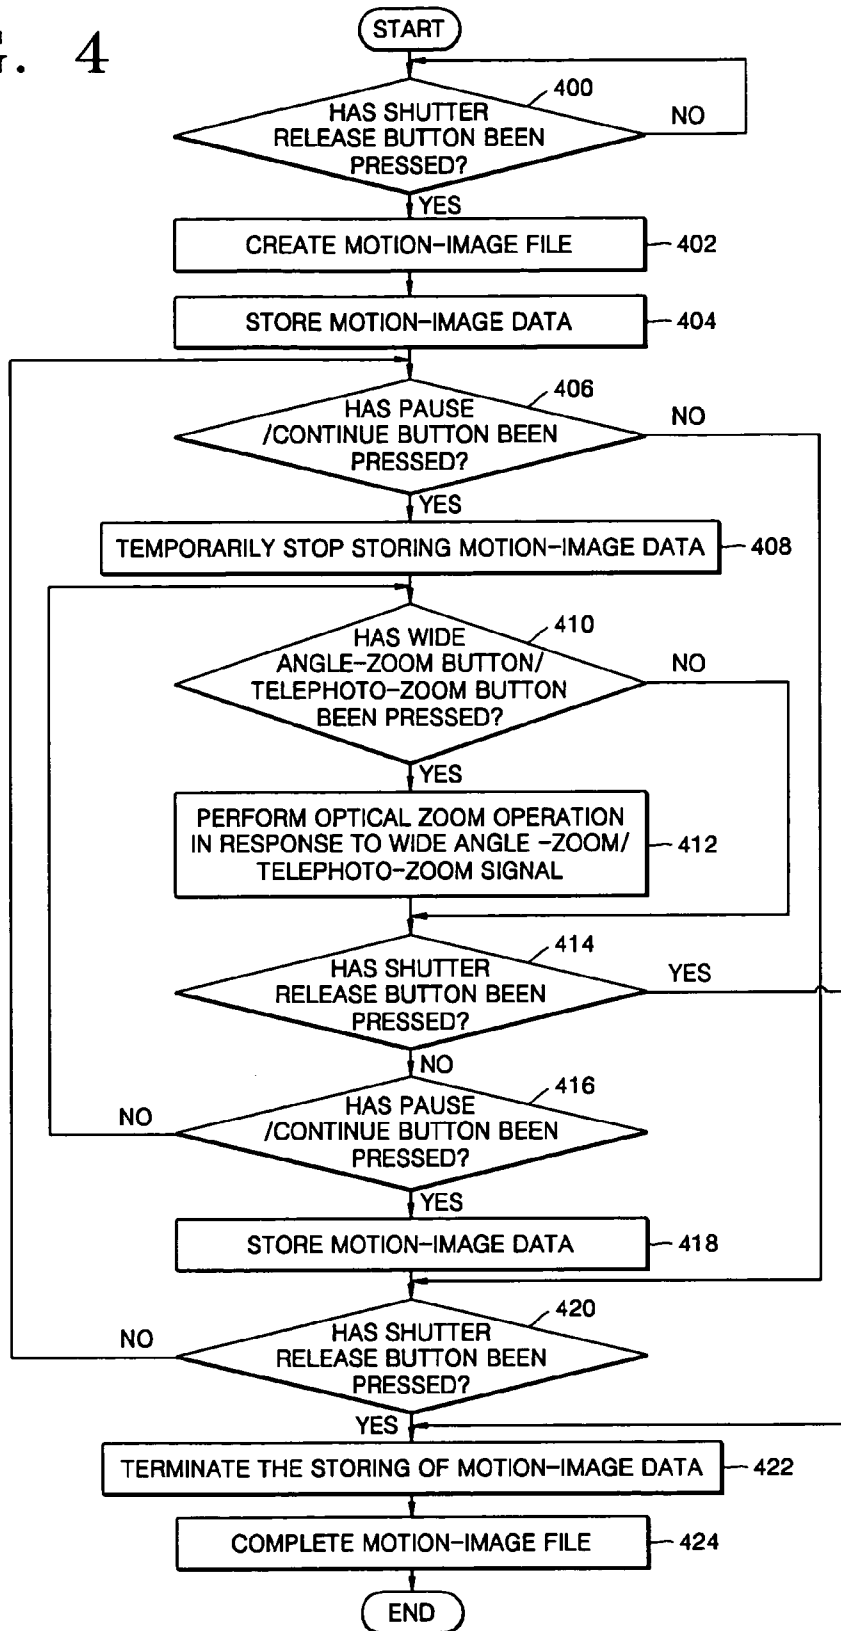 G. 4
START
400
HAS SHUTTER
RELEASE BUTTON BEEN
PRESSED?
NO
YES
CREATE MOTION-IMAGE FILE
402
STORE MOTION-IMAGE DATA
404
406
HAS PAUSE
/CONTINUE BUTTON BEEN
PRESSED?
NO
YES
TEMPORARILY STOP STORING MOTION-IMAGE DATA
408
410
HAS WIDE
ANGLE-ZOOM BUTTON/
TELEPHOTO-ZOOM BUTTON
BEEN PRESSED?
NO
YES
PERFORM OPTICAL ZOOM OPERATION
IN RESPONSE TO WIDE ANGLE -ZOOM/
TELEPHOTO-ZOOM SIGNAL
412
414
HAS SHUTTER
RELEASE BUTTON BEEN
PRESSED?
YES
NO
416
HAS PAUSE
/CONTINUE BUTTON BEEN
PRESSED?
NO
YES
STORE MOTION-IMAGE DATA
418
420
HAS SHUTTER
RELEASE BUTTON BEEN
PRESSED?
NO
YES
TERMINATE THE STORING OF MOTION-IMAGE DATA
422
COMPLETE MOTION-IMAGE FILE
424
END